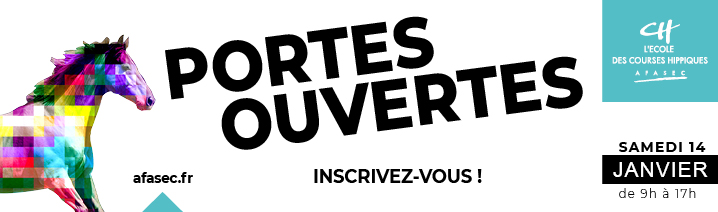 PORTES
OUVERTES
CH
L'ECOLE
DES COURSES HIPPIQUES
AFASEC
afasec.fr
INSCRIVEZ-VOUS !
SAMEDI 14
JANVIER
de 9h à 17h